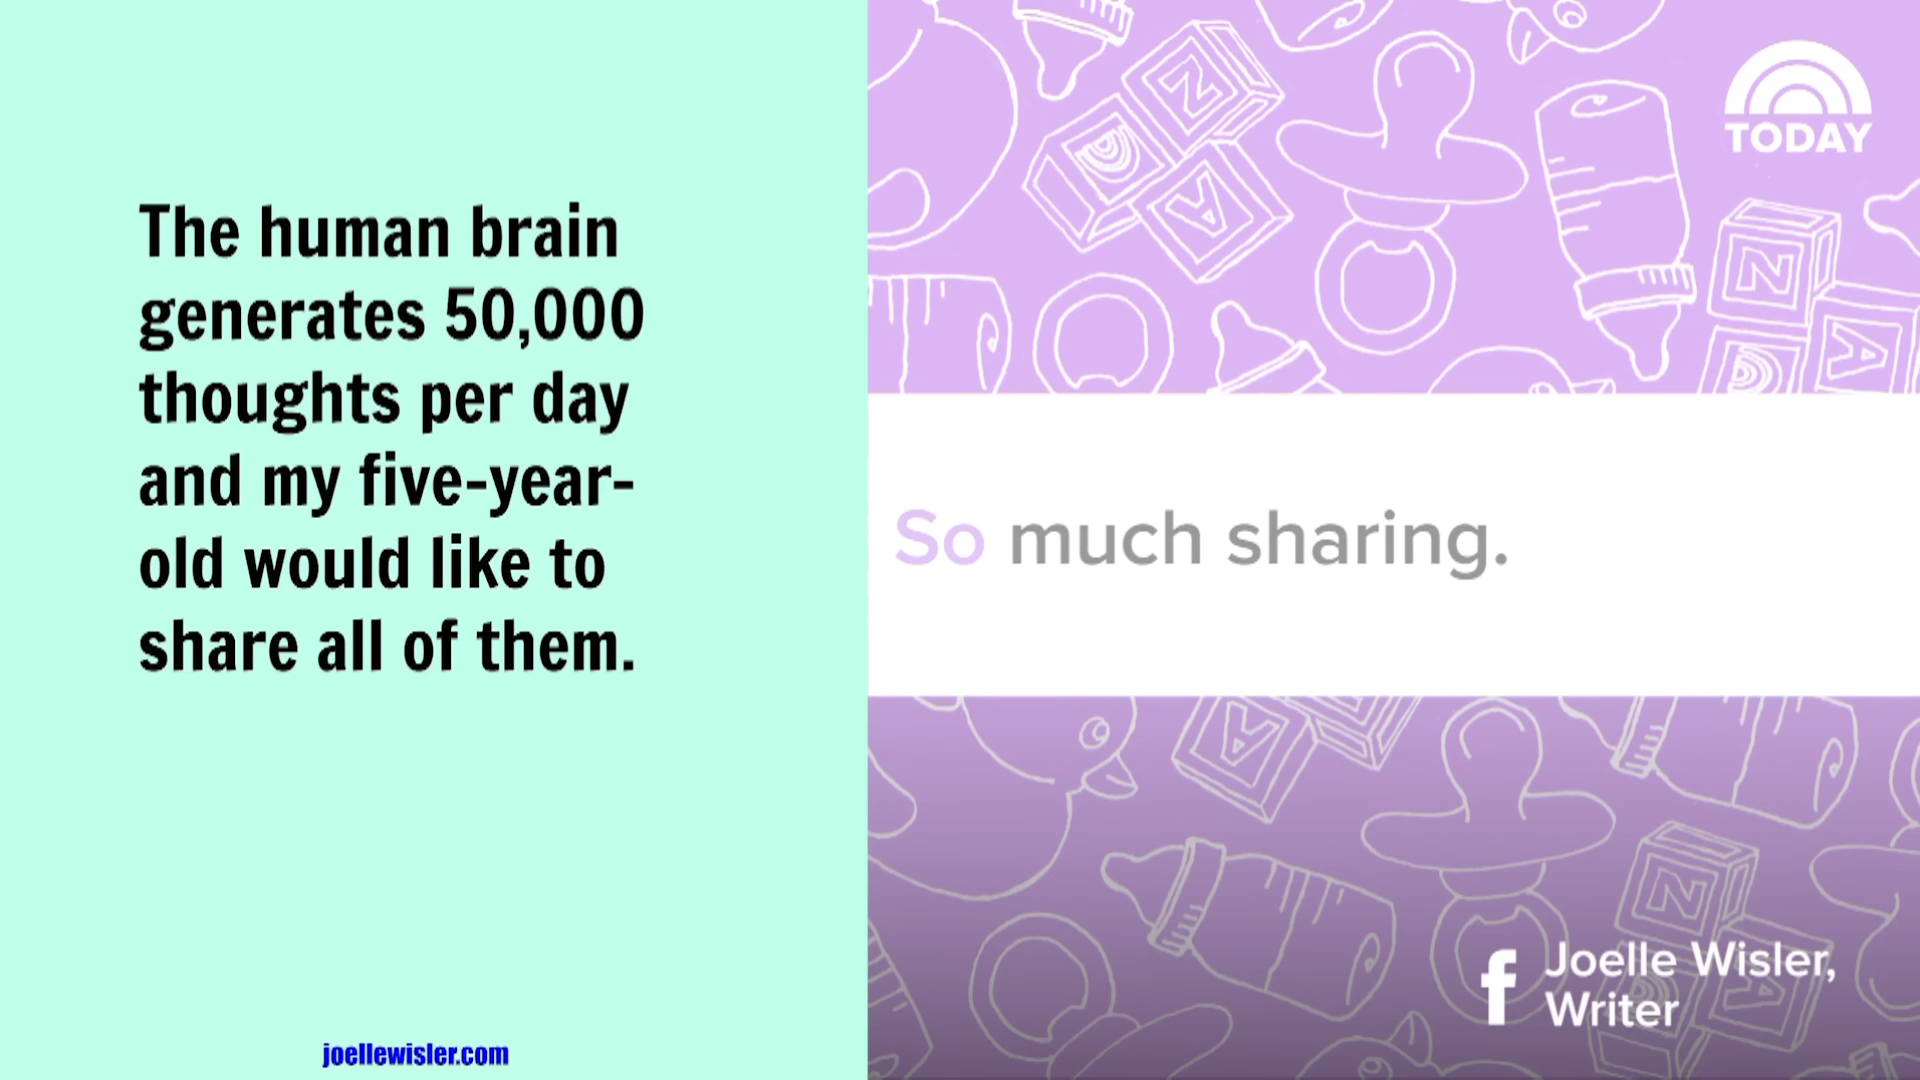 The human brain
generates 50,000
thoughts per day
and my five-year-
old would like to
share all of them.
joellewisler.com
TODAY
So much sharing.
f Joelle Wisler,
Writer
Z
D
A
Z
A
D
A
Z
A